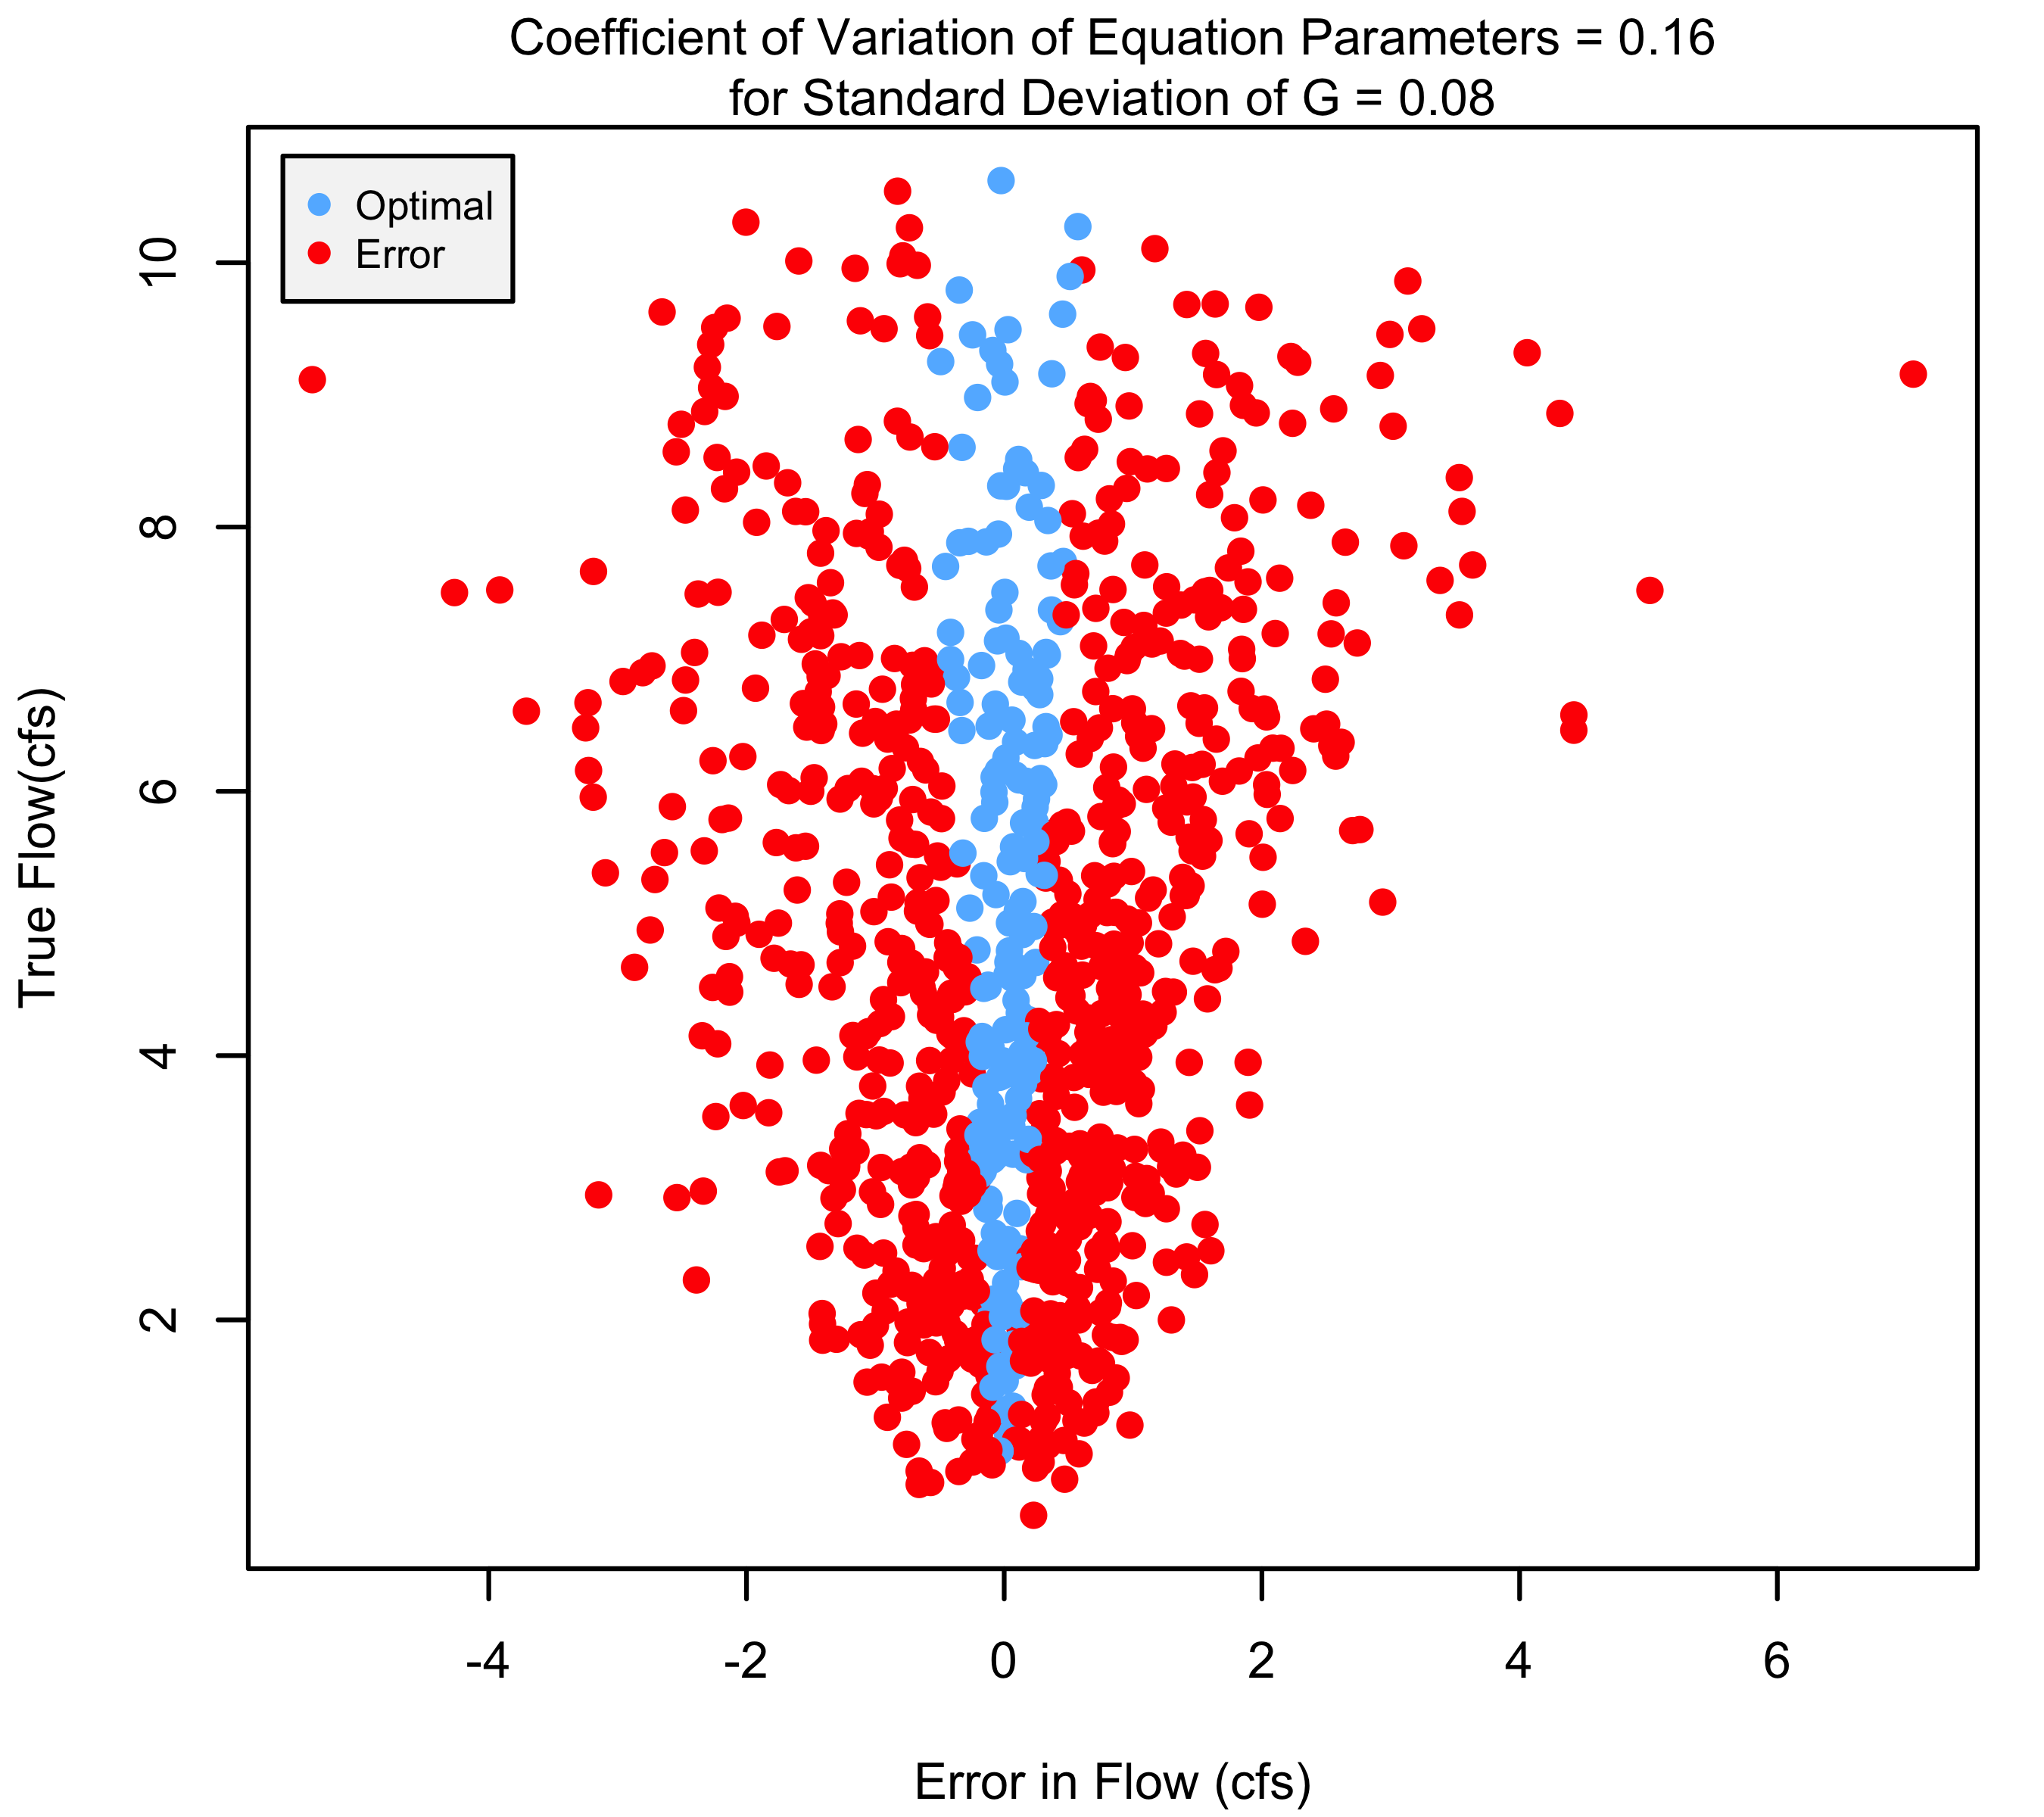 Coefficient of Variation of Equation Parameters = 0.16
for Standard Deviation of G = 0.08
Optimal
Error
True Flow(cfs)
10
8
6
4
2
-4
-2
0
2
4
6
Error in Flow (cfs)